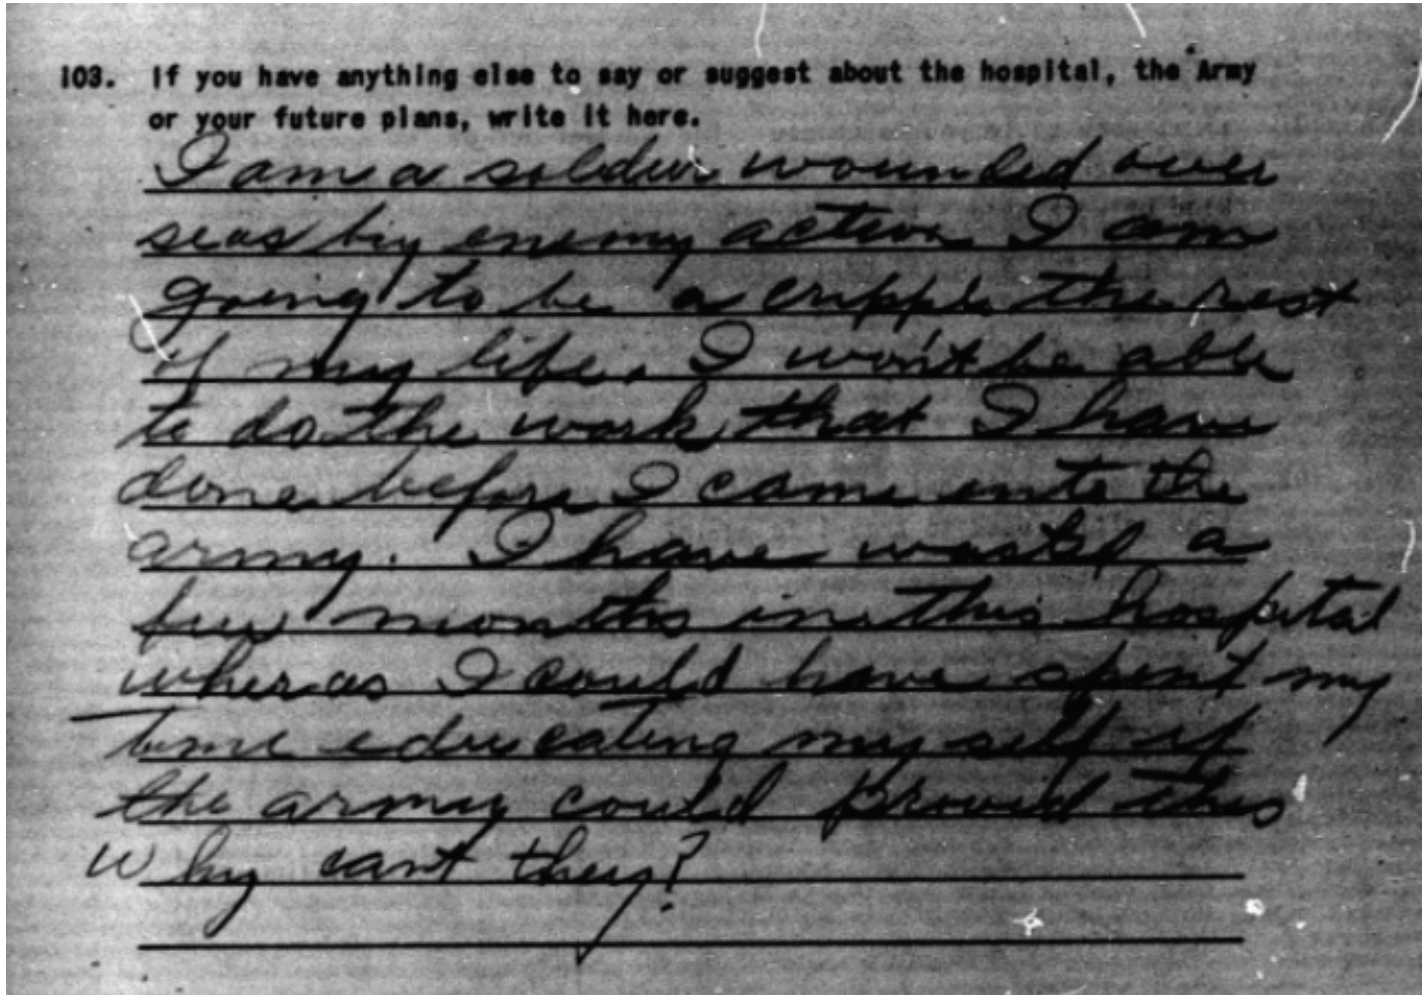 103. If you have anything else to say or suggest about the hospital, the Army
or your future plans, write it here.
I am a soldier wounded over
seas by enemy action I am
going to be a cripple the rest
of my life. I won't be able
to do the work that I have
done before I came into the
army. I have wasted a
few months in this hospital
wheras I could have spent my
time educating my self if
the army could provid this
why cant they?